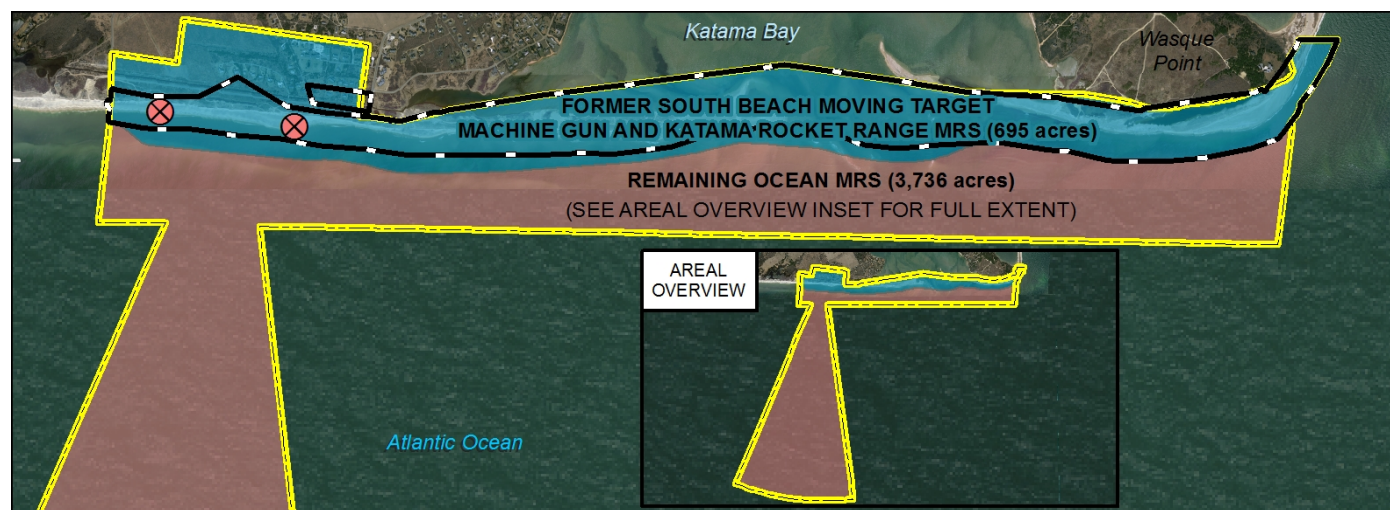 Katama Bay
Wasque
Point
FORMER SOUTH BEACH MOVING TARGET
MACHINE GUN AND KATAMA ROCKET RANGE MRS (695 acres)
REMAINING OCEAN MRS (3,736 acres)
(SEE AREAL OVERVIEW INSET FOR FULL EXTENT)
AREAL
OVERVIEW
Atlantic Ocean